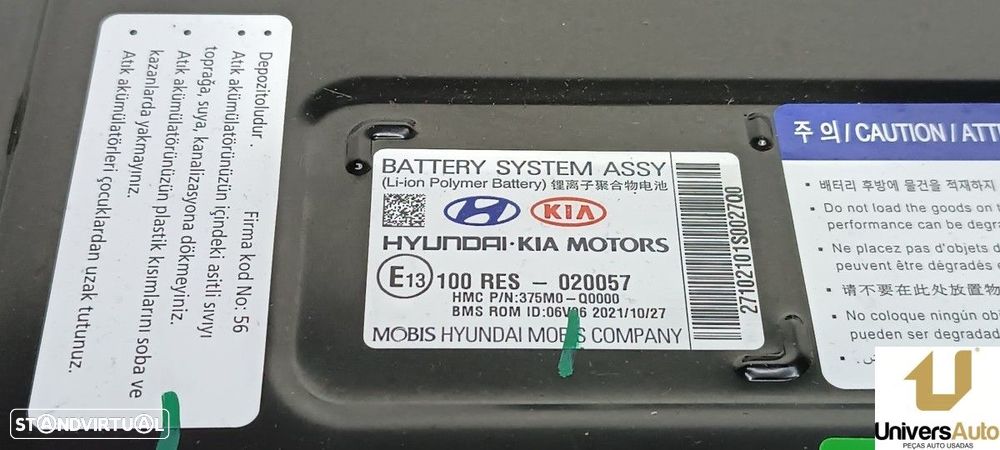 Depozitoludur .
Firma kod No: 56
• Atık akümülatörünüzün içindeki asitli sıvıyı
toprağa, suya, kanalizasyona dökmeyiniz.
• Atık akümülatörünüzün plastik kısımlarını soba ve
kazanlarda yakmayınız.
• Atık akümülatörleri çocuklardan uzak tutunuz.
BATTERY SYSTEM ASSY
(Li-ion Polymer Battery) 锂离子聚合物电池
KIA
HYUNDAI · KIA MOTORS
E13 100 RES - 020057
HMC P/N:375M0-Q0000
BMS ROM ID:06V06 2021/10/27
MOBIS HYUNDAI MOBIS COMPANY
27102101S002700
주 의 / CAUTION / ATT
• 배터리 후방에 물건을 적재하지
• Do not load the goods on
performance can be degra
• Ne placez pas d'objets d
peuvent être dégradés
• 请不要在此处放置物
• No coloque ningún ob
pueden ser degradad
STANDVIRTUAL
UniversAuto
PEÇAS AUTO USADAS